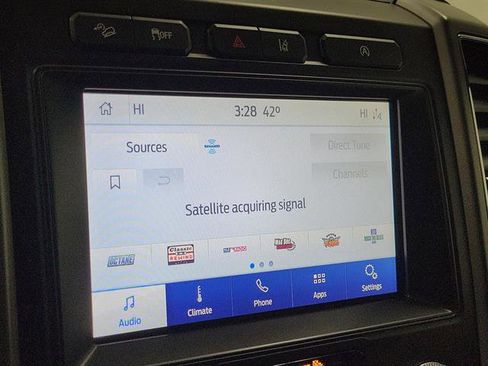 OFF
HI 3:28 42° HI
Sources Direct Tune
Channels
Satellite acquiring signal
OCTANE Classic REWIND
Audio Climate Phone Apps Settings